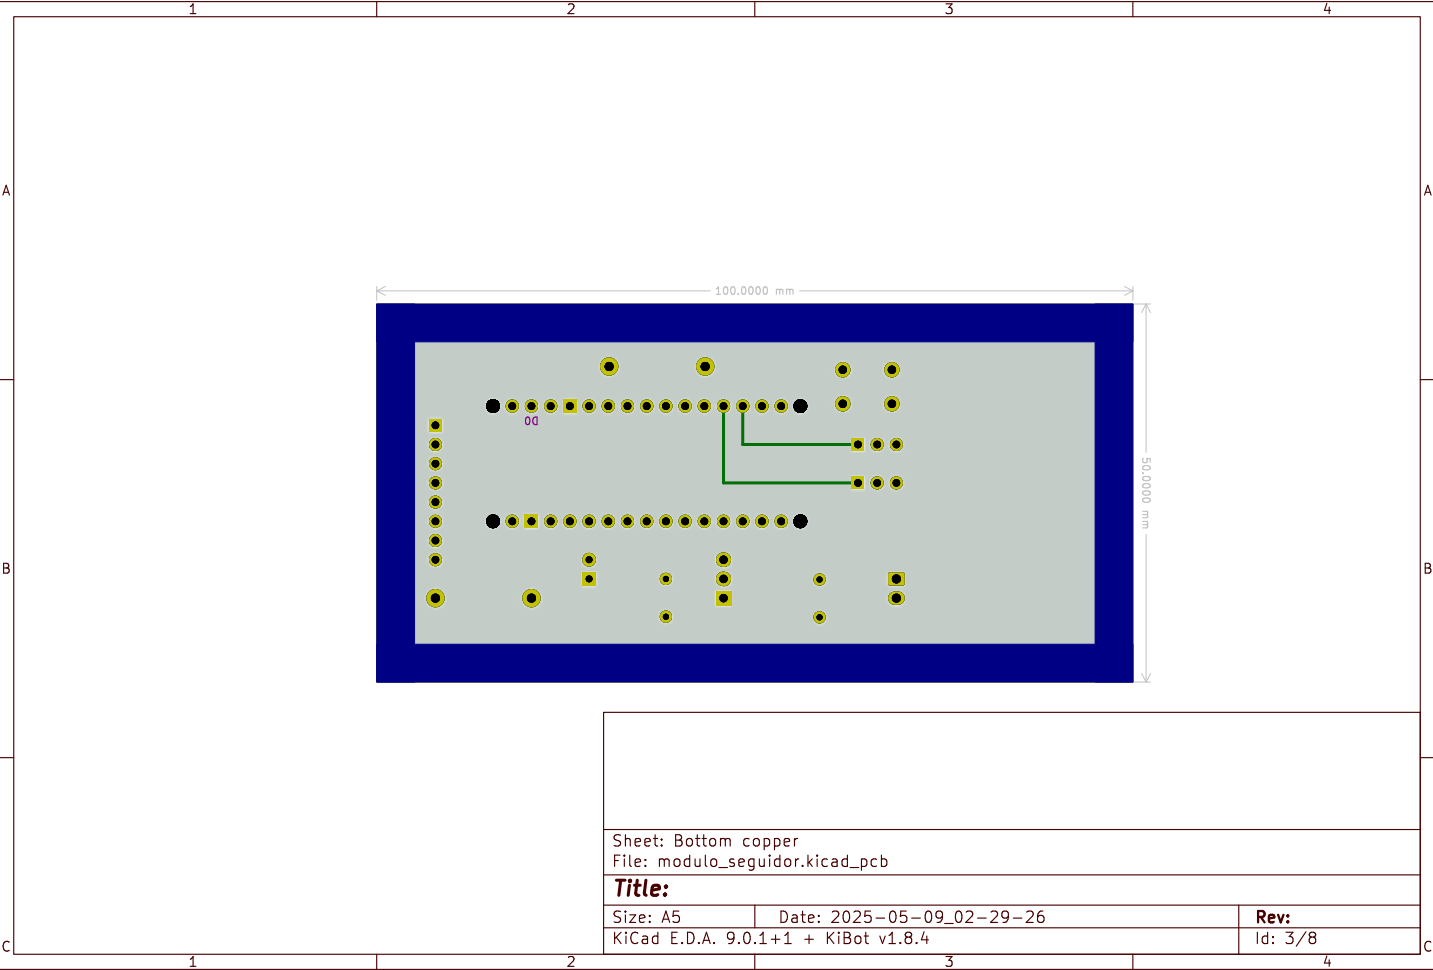 1 2 3 4
A A
100.0000 mm
DO
50.0000 mm
B B
Sheet: Bottom copper
File: modulo_seguidor.kicad_pcb
Title:
Size: A5 Date: 2025-05-09_02-29-26 Rev:
KiCad E.D.A. 9.0.1+1 + KiBot v1.8.4 Id: 3/8
C C
1 2 3 4